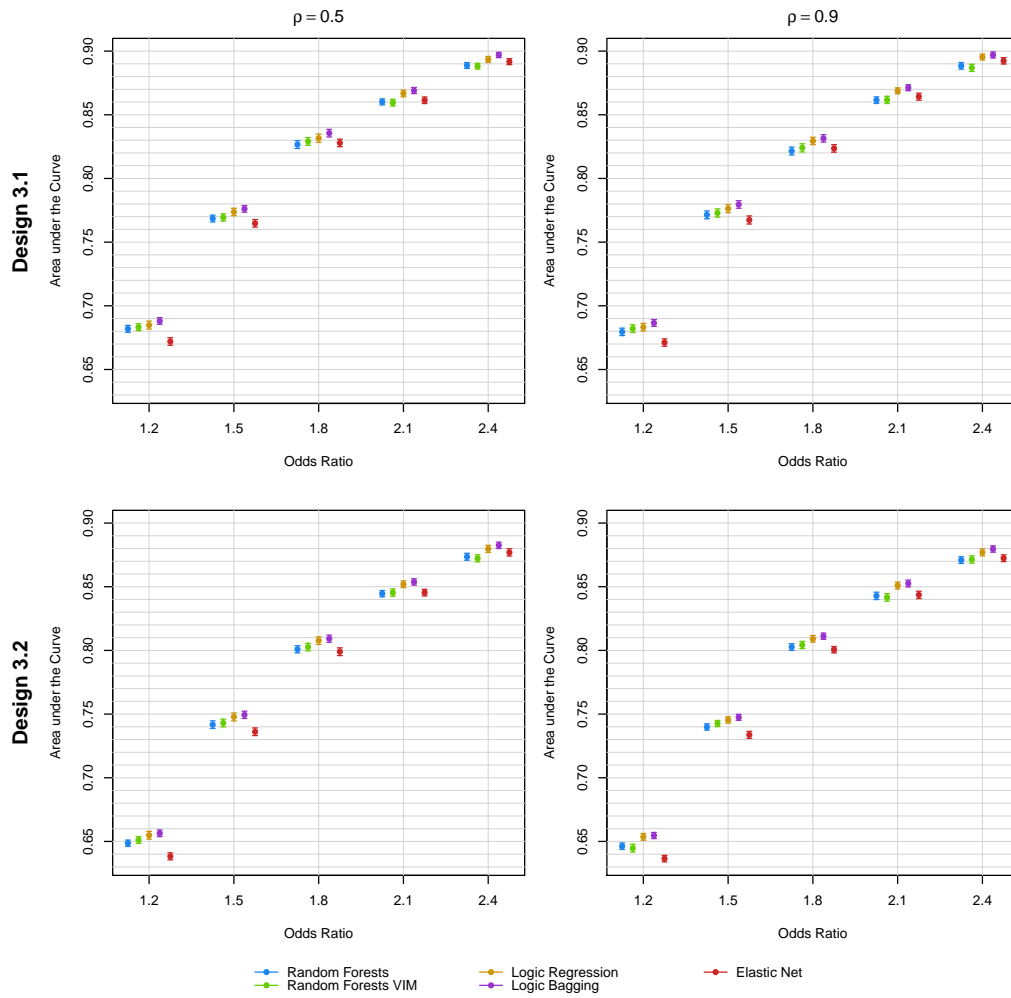 ρ = 0.5
ρ = 0.9
Design 3.1
Area under the Curve
0.90
0.85
0.80
0.75
0.70
0.65
1.2 1.5 1.8 2.1 2.4
Odds Ratio
Area under the Curve
0.90
0.85
0.80
0.75
0.70
0.65
1.2 1.5 1.8 2.1 2.4
Odds Ratio
Design 3.2
Area under the Curve
0.90
0.85
0.80
0.75
0.70
0.65
1.2 1.5 1.8 2.1 2.4
Odds Ratio
Area under the Curve
0.90
0.85
0.80
0.75
0.70
0.65
1.2 1.5 1.8 2.1 2.4
Odds Ratio
Random Forests
Random Forests VIM
Logic Regression
Logic Bagging
Elastic Net